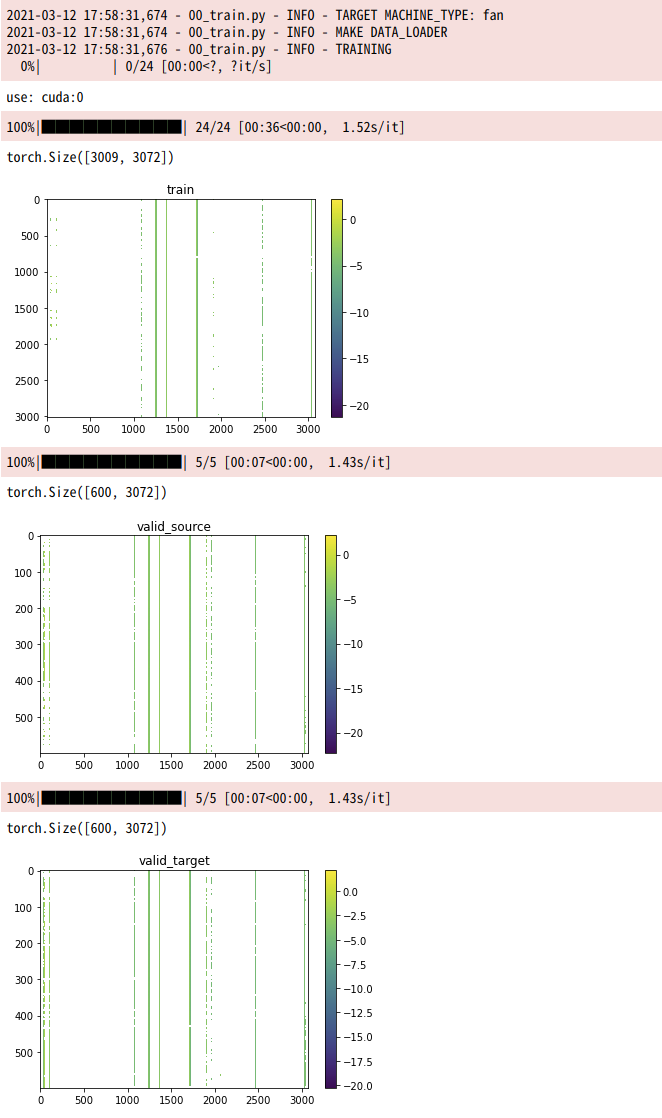 2021-03-12 17:58:31,674 - 00_train.py - INFO - TARGET MACHINE_TYPE: fan
2021-03-12 17:58:31,674 - 00_train.py - INFO - MAKE DATA_LOADER
2021-03-12 17:58:31,676 - 00_train.py - INFO - TRAINING
0%| | 0/24 [00:00<?, ?it/s]
use: cuda:0
100%|██████████| 24/24 [00:36<00:00, 1.52s/it]
torch.Size([3009, 3072])
train
0
500
1000
1500
2000
2500
3000
0 500 1000 1500 2000 2500 3000
0
−5
−10
−15
−20
100%|██████████| 5/5 [00:07<00:00, 1.43s/it]
torch.Size([600, 3072])
valid_source
0
100
200
300
400
500
0 500 1000 1500 2000 2500 3000
0
−5
−10
−15
−20
100%|██████████| 5/5 [00:07<00:00, 1.43s/it]
torch.Size([600, 3072])
valid_target
0
100
200
300
400
500
0 500 1000 1500 2000 2500 3000
0.0
−2.5
−5.0
−7.5
−10.0
−12.5
−15.0
−17.5
−20.0